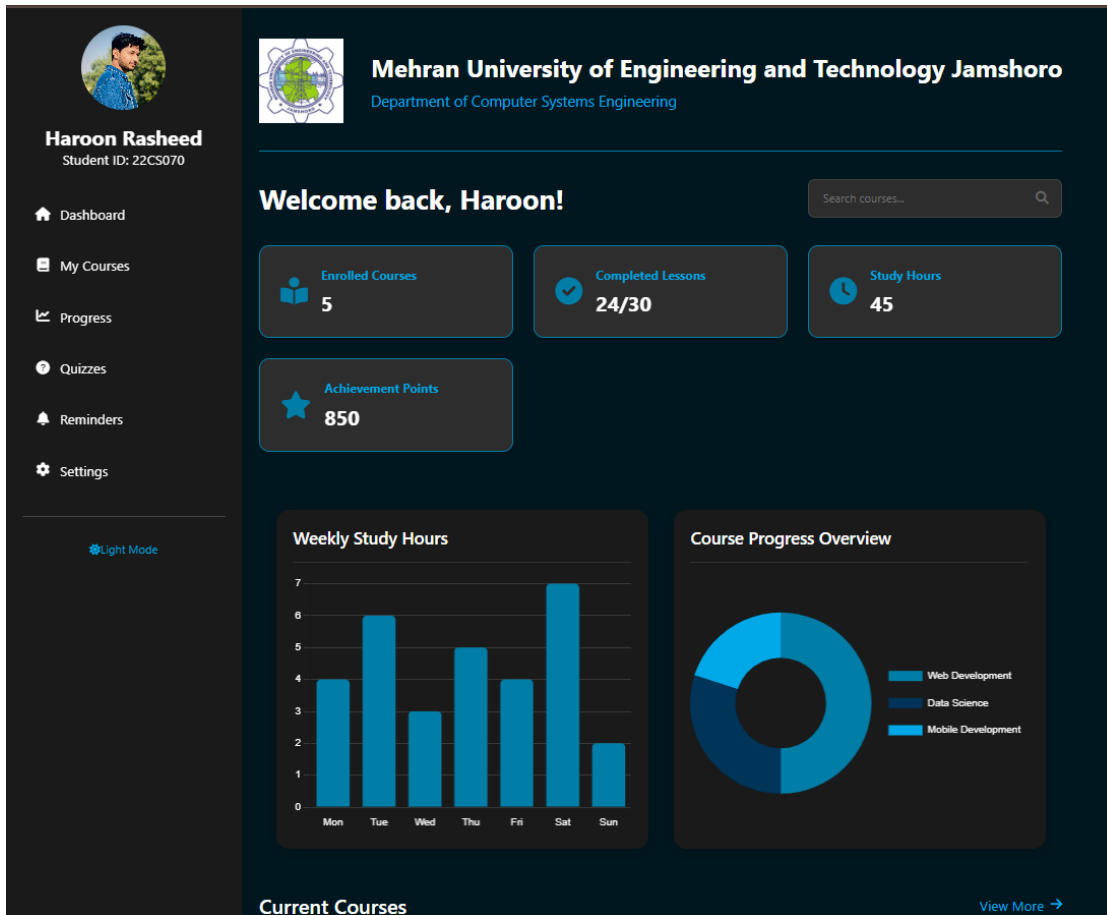 Haroon Rasheed
Student ID: 22CS070
Dashboard
My Courses
Progress
Quizzes
Reminders
Settings
Light Mode
Mehran University of Engineering and Technology Jamshoro
Department of Computer Systems Engineering
Welcome back, Haroon!
Search courses...
Enrolled Courses
5
Completed Lessons
24/30
Study Hours
45
Achievement Points
850
Weekly Study Hours
7
6
5
4
3
2
1
0
Mon Tue Wed Thu Fri Sat Sun
Course Progress Overview
Web Development
Data Science
Mobile Development
Current Courses
View More